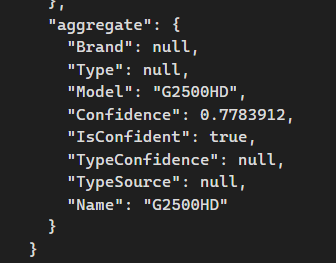 },
"aggregate": {
"Brand": null,
"Type": null,
"Model": "G2500HD",
"Confidence": 0.7783912,
"IsConfident": true,
"TypeConfidence": null,
"TypeSource": null,
"Name": "G2500HD"
}
}